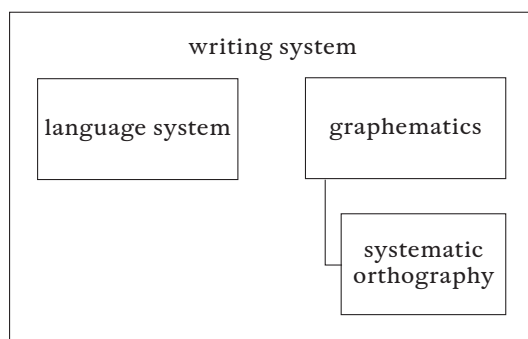 writing system
language system
graphematics
systematic
orthography